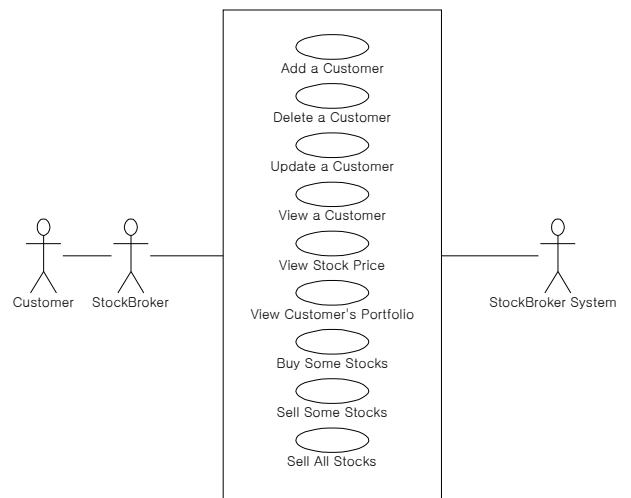 Add a Customer
Delete a Customer
Update a Customer
View a Customer
View Stock Price
Customer
StockBroker
StockBroker System
View Customer's Portfolio
Buy Some Stocks
Sell Some Stocks
Sell All Stocks